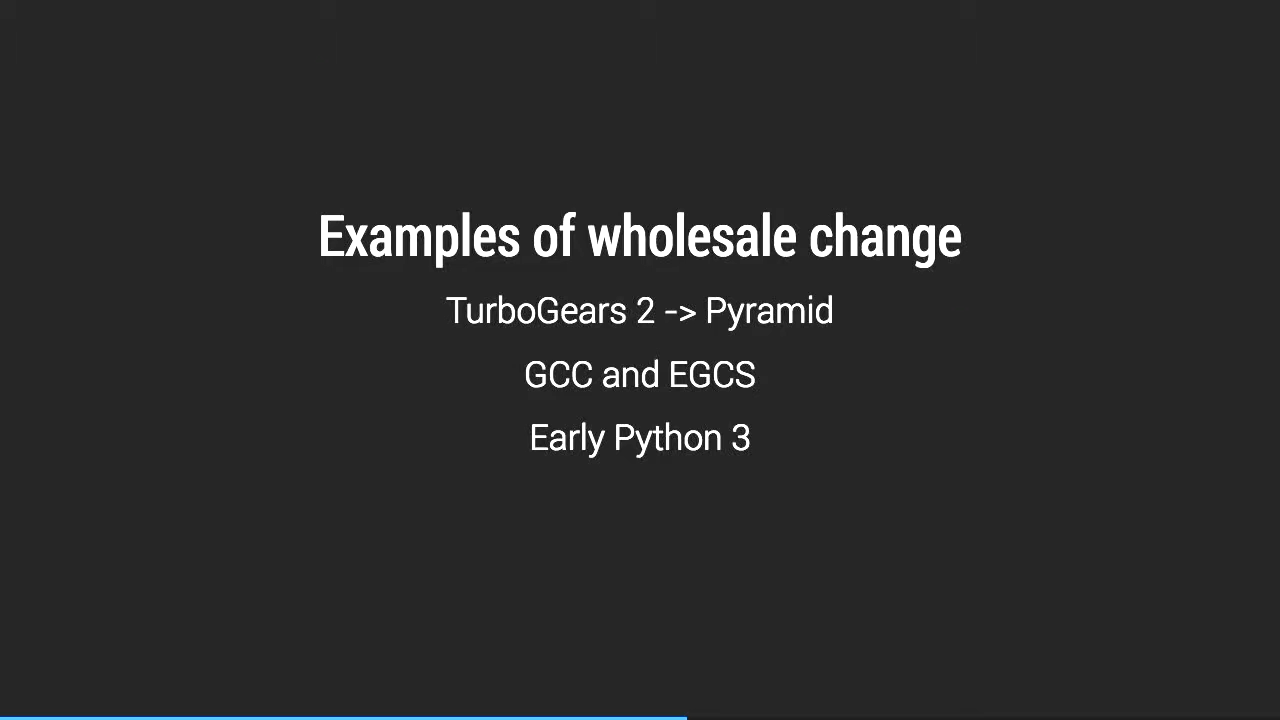 Examples of wholesale change
TurboGears 2 -> Pyramid
GCC and EGCS
Early Python 3